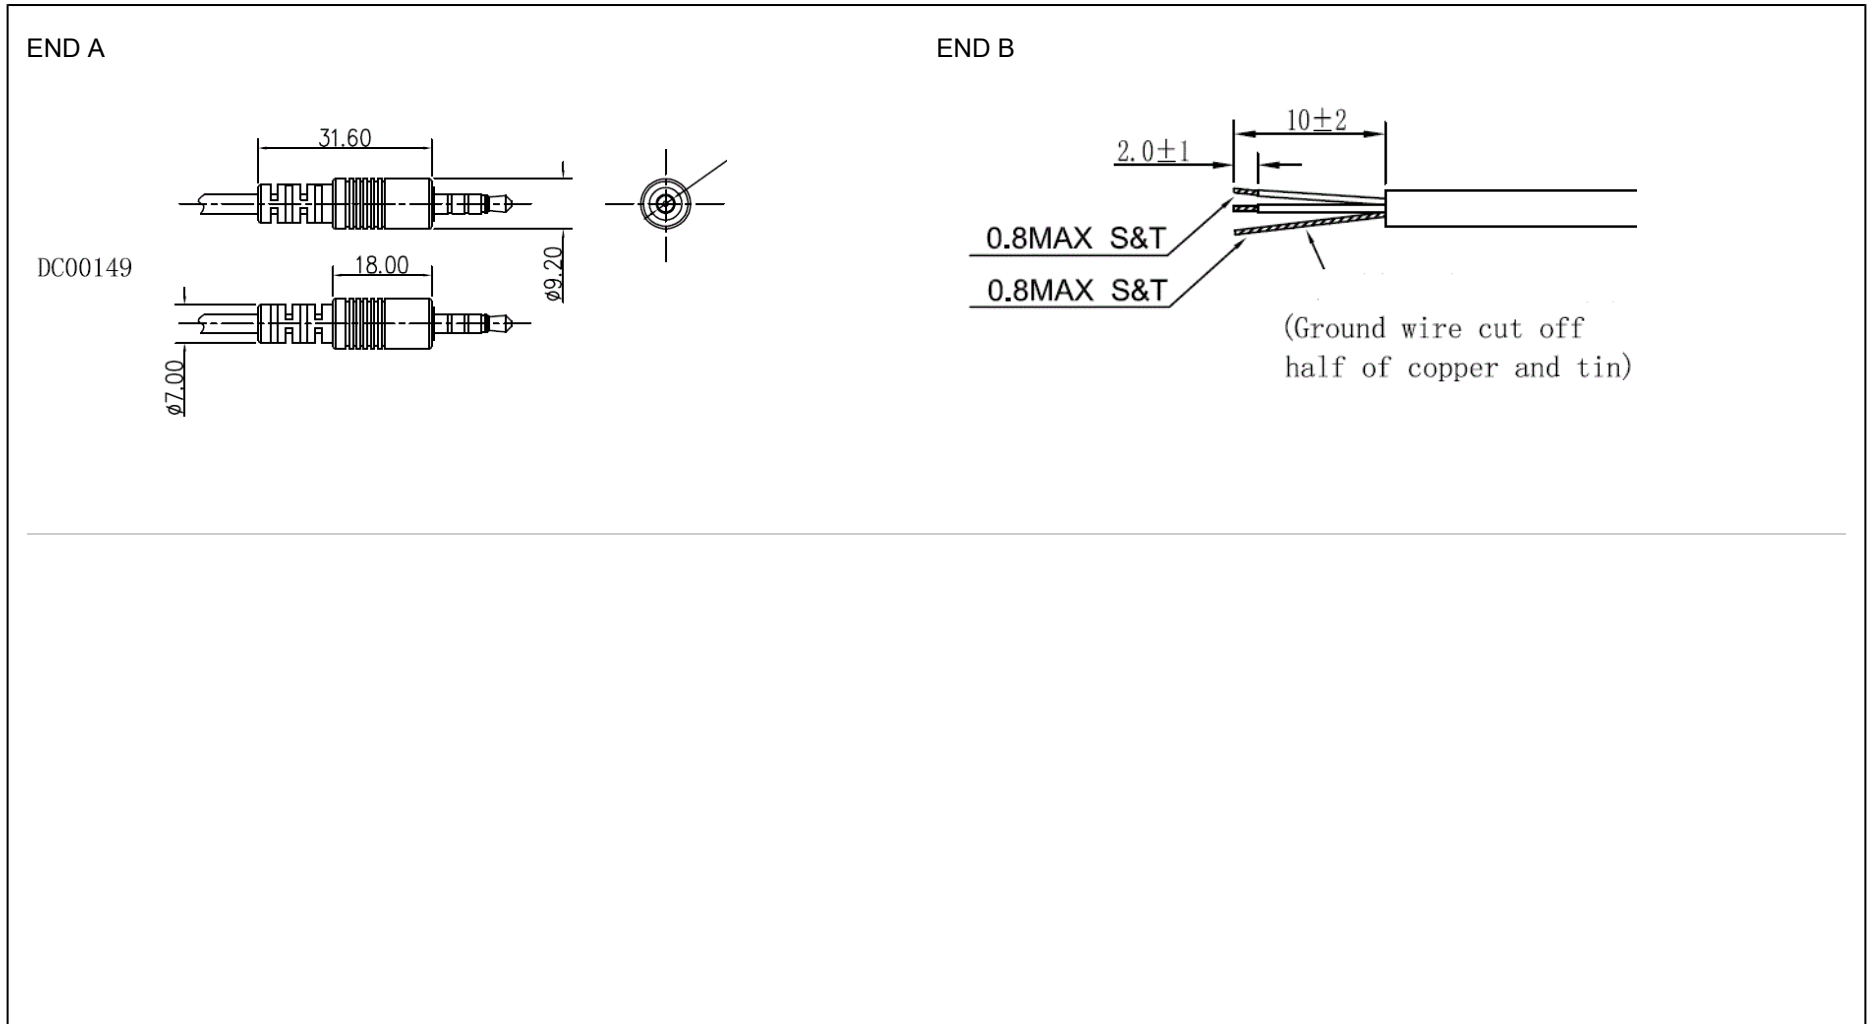 END A
END B
31.60
18.00
ø9.20
DC00149
ø7.00
10±2
2.0±1
0.8MAX S&T
0.8MAX S&T
(Ground wire cut off
half of copper and tin)